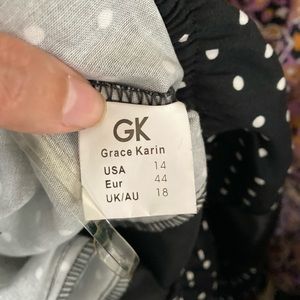 GK
Grace Karin
USA 14
Eur 44
UK/AU 18